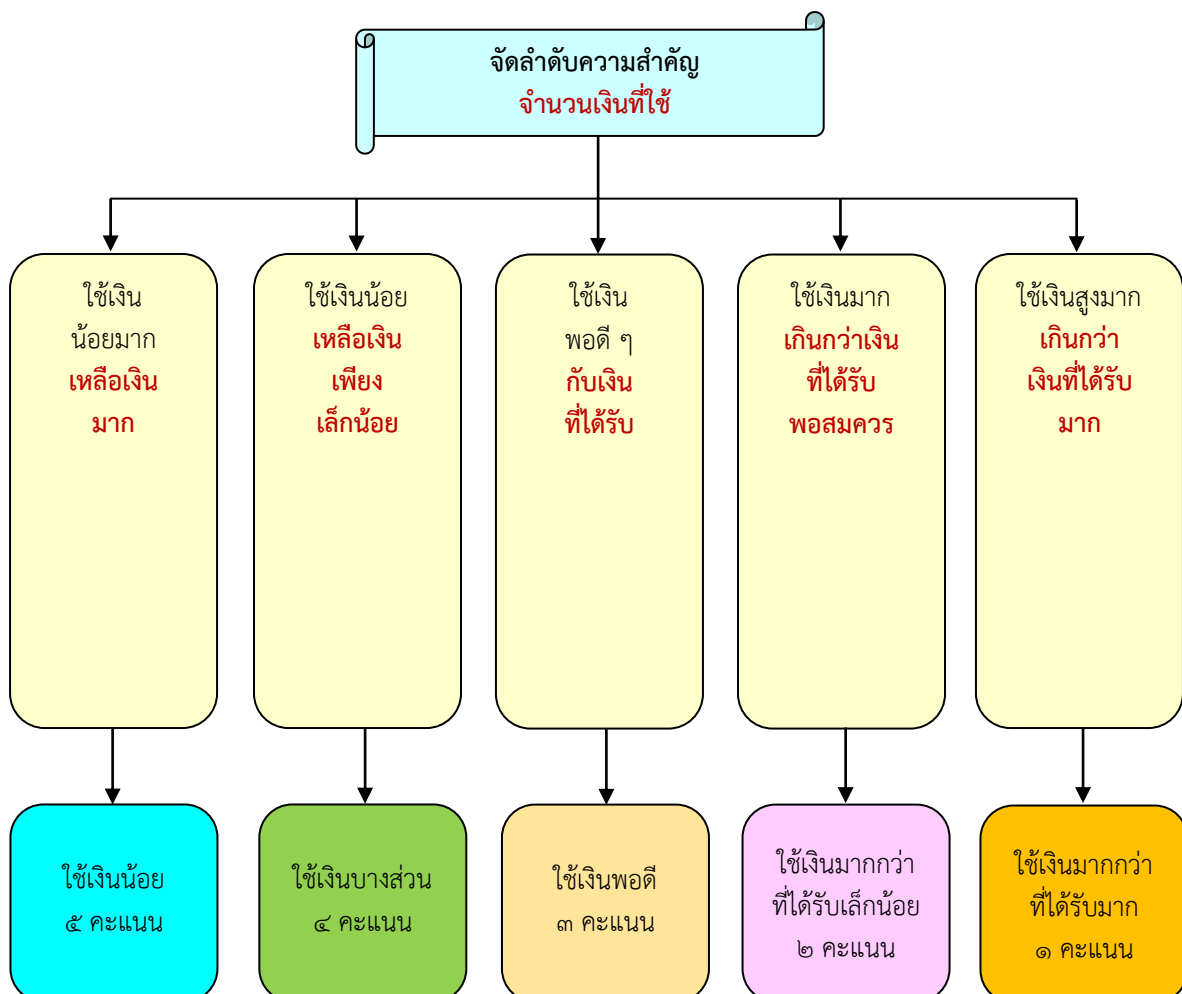 จัดลำดับความสำคัญ
จำนวนเงินที่ใช้
ใช้เงิน
น้อยมาก
เหลือเงิน
มาก
ใช้เงินน้อย
เหลือเงิน
เพียง
เล็กน้อย
ใช้เงิน
พอดี ๆ
กับเงิน
ที่ได้รับ
ใช้เงินมาก
เกินกว่าเงิน
ที่ได้รับ
พอสมควร
ใช้เงินสูงมาก
เกินกว่า
เงินที่ได้รับ
มาก
ใช้เงินน้อย
๕ คะแนน
ใช้เงินบางส่วน
๔ คะแนน
ใช้เงินพอดี
๓ คะแนน
ใช้เงินมากกว่า
ที่ได้รับเล็กน้อย
๒ คะแนน
ใช้เงินมากกว่า
ที่ได้รับมาก
๑ คะแนน